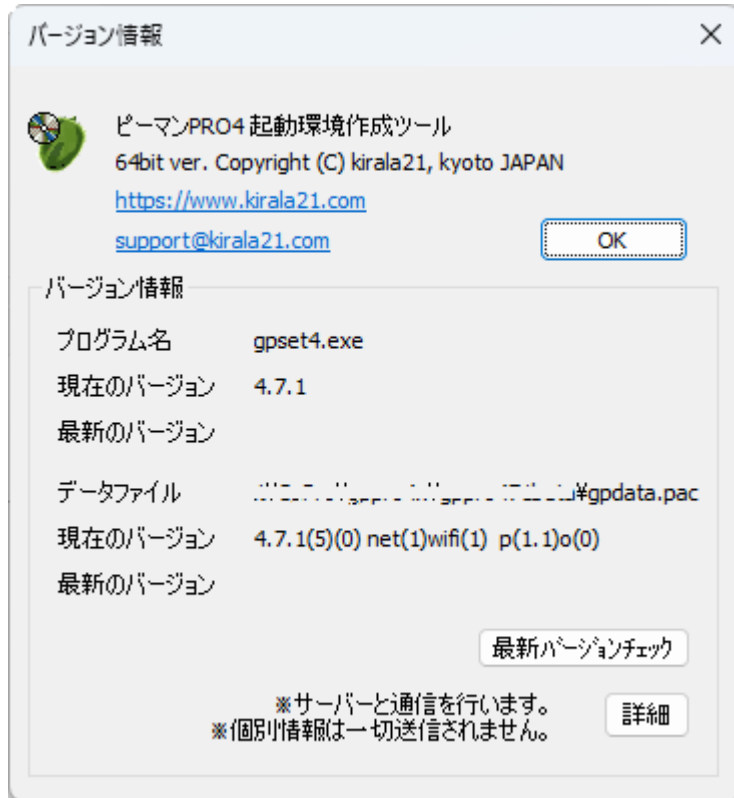 バージョン情報
ピーマンPRO4 起動環境作成ツール
64bit ver. Copyright (C) kirala21, kyoto JAPAN
https://www.kirala21.com
support@kirala21.com
OK
バージョン情報
プログラム名 gpset4.exe
現在のバージョン 4.7.1
最新のバージョン
データファイル ¥gpdata.pac
現在のバージョン 4.7.1(5)(0) net(1)wifi(1) p(1.1)o(0)
最新のバージョン
最新バージョンチェック
※サーバーと通信を行います。
※個別情報は一切送信されません。
詳細